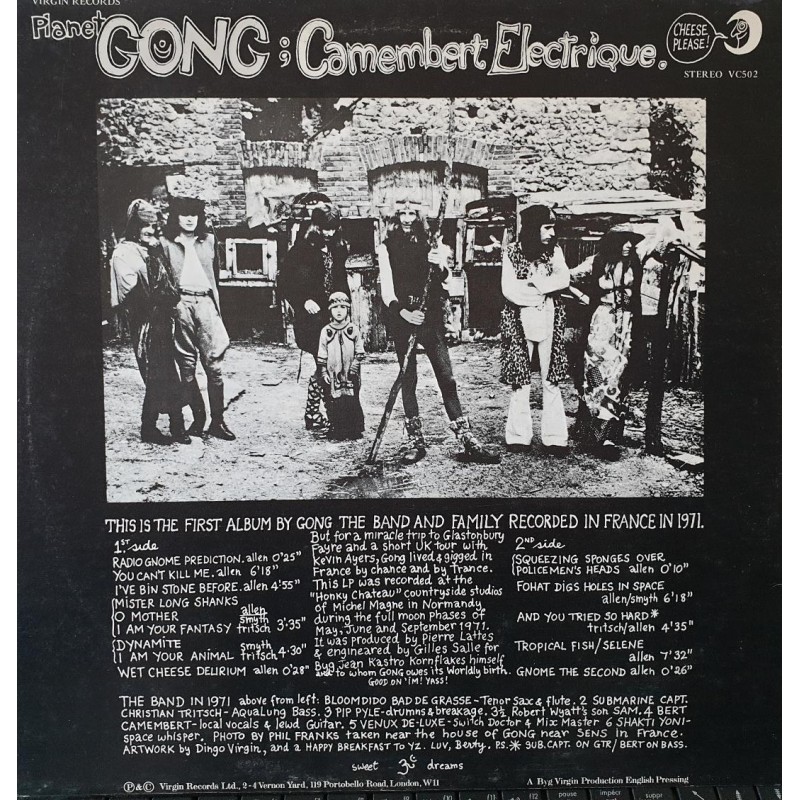 VIRGIN RECORDS
Planet GONG ; Camembert Electrique.
CHEESE PLEASE!
STEREO VC502
THIS IS THE FIRST ALBUM BY GONG THE BAND AND FAMILY RECORDED IN FRANCE IN 1971.
1ST side
RADIO GNOME PREDICTION. allen 0'25"
YOU CAN'T KILL ME. allen 6'18"
I'VE BIN STONE BEFORE. allen 4'55"
MISTER LONG SHANKS
O MOTHER allen smyth
I AM YOUR FANTASY tritsch 3'35"
DYNAMITE smyth
I AM YOUR ANIMAL tritsch 4'30"
WET CHEESE DELIRIUM allen 0'28"
But for a miracle trip to Glastonbury
Fayre and a short UK tour with
Kevin Ayers, Gong lived & gigged in
France by chance and by Trance.
This LP was recorded at the
"Honky Chateau" countryside studios
of Michel Magne in Normandy
during the full moon phases of
May, June and September 1971.
It was produced by Pierre Lattes
& engineered by Gilles Salle for
Byg Jean Kastro Kornflakes himself
and to whom GONG owes its Worldly birth.
GOOD ON 'IM! YASS!
2ND side
SQUEEZING SPONGES OVER
POLICEMEN'S HEADS allen 0'10"
FOHAT DIGS HOLES IN SPACE
allen/smyth 6'18"
AND YOU TRIED SO HARD*
tritsch/allen 4'35"
TROPICAL FISH/SELENE
allen 7'32"
GNOME THE SECOND allen 0'26"
THE BAND IN 1971 above from left: BLOOMDIDO BAD DE GRASSE-Tenor Sax & flute. 2 SUBMARINE CAPT.
CHRISTIAN TRITSCH-AQUALUNG BASS. 3 PIP PYLE-drums & breakage. 3½ Robert Wyatt's son SAM. 4 BERT
CAMEMBERT-local vocals & Lewd Guitar. 5 VENUX DE-LUXE-Switch Doctor & Mix Master 6 SHAKTI YONI-
space whisper. PHOTO BY PHIL FRANKS taken near the house of GONG near SENS in France.
ARTWORK by Dingo Virgin, and a HAPPY BREAKFAST TO YZ. LUV, Berty. P.S.* SUB.CAPT. ON GTR/BERT ON BASS.
sweet dreams
Ⓟ&© Virgin Records Ltd., 2-4 Vernon Yard, 119 Portobello Road, London, W11
A Byg Virgin Production English Pressing
pause impéc suppr